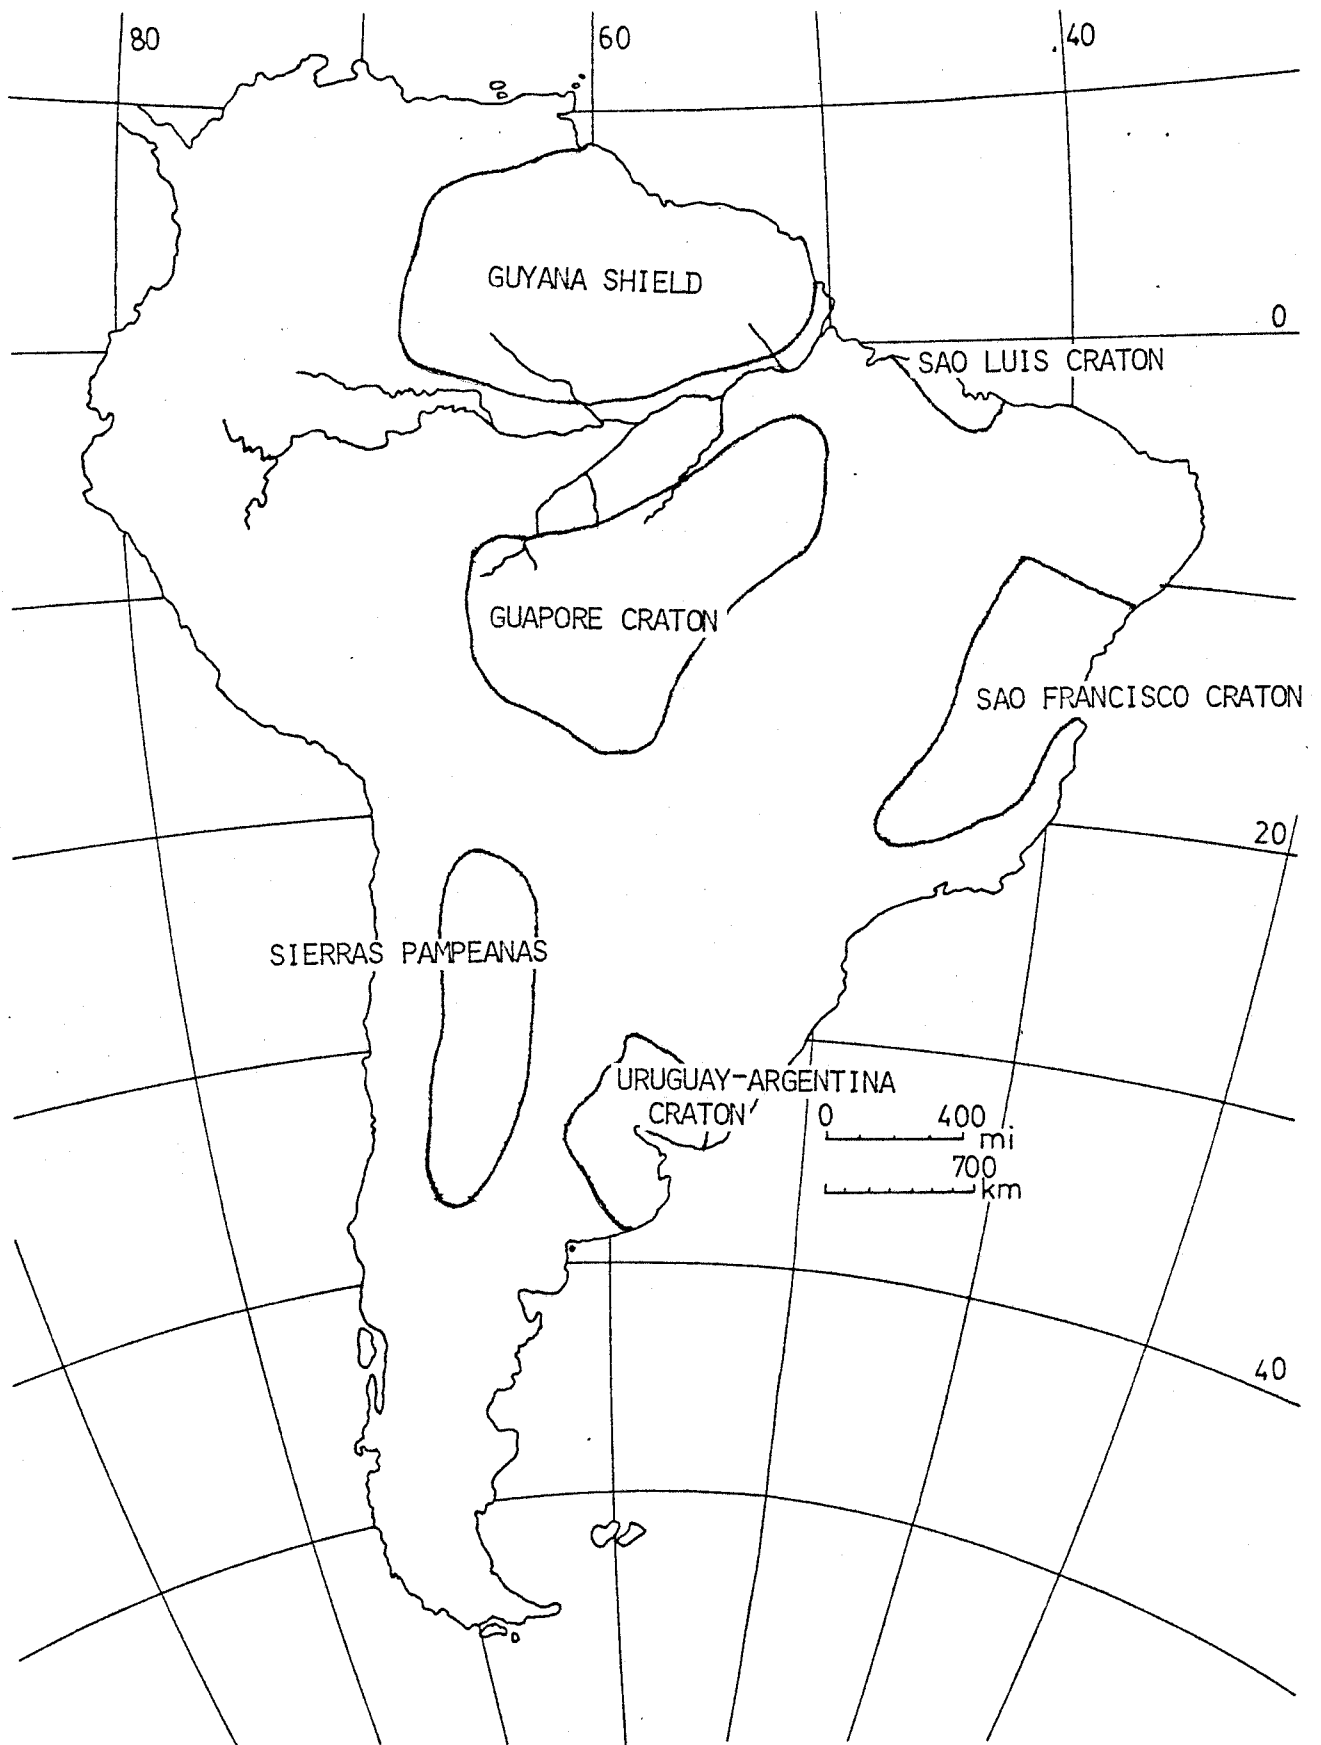 80
60
40
GUYANA SHIELD
0
SAO LUIS CRATON
GUAPORE CRATON
SAO FRANCISCO CRATON
20
SIERRAS PAMPEANAS
URUGUAY-ARGENTINA
CRATON
0 400 mi
700 km
40